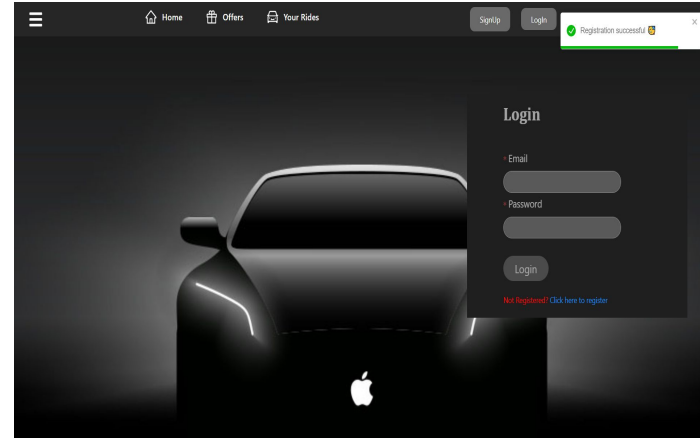 Home Offers Your Rides SignUp LogIn
Registration successful 🥳
X
Login
* Email
* Password
Login
Not Registered? Click here to register